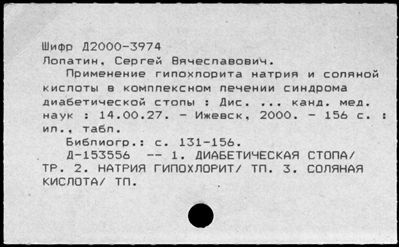 Шифр Д2000-3974
Лопатин, Сергей Вячеславович.
Применение гипохлорита натрия и соляной
кислоты в комплексном лечении синдрома
диабетической стопы : Дис. ... канд. мед.
наук : 14.00.27. - Ижевск, 2000. - 156 с. :
ил., табл.
Библиогр.: с. 131-156.
Д-153556 -- 1. ДИАБЕТИЧЕСКАЯ СТОПА/
ТР. 2. НАТРИЯ ГИПОХЛОРИТ/ ТП. 3. СОЛЯНАЯ
КИСЛОТА/ ТП.